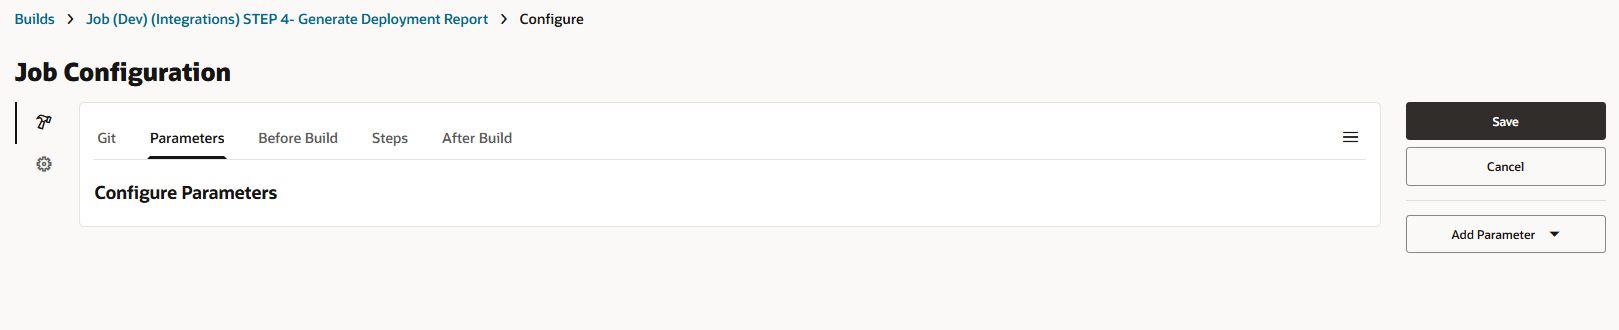 Builds > Job (Dev) (Integrations) STEP 4- Generate Deployment Report > Configure
Job Configuration
Git Parameters Before Build Steps After Build
Configure Parameters
Save
Cancel
Add Parameter